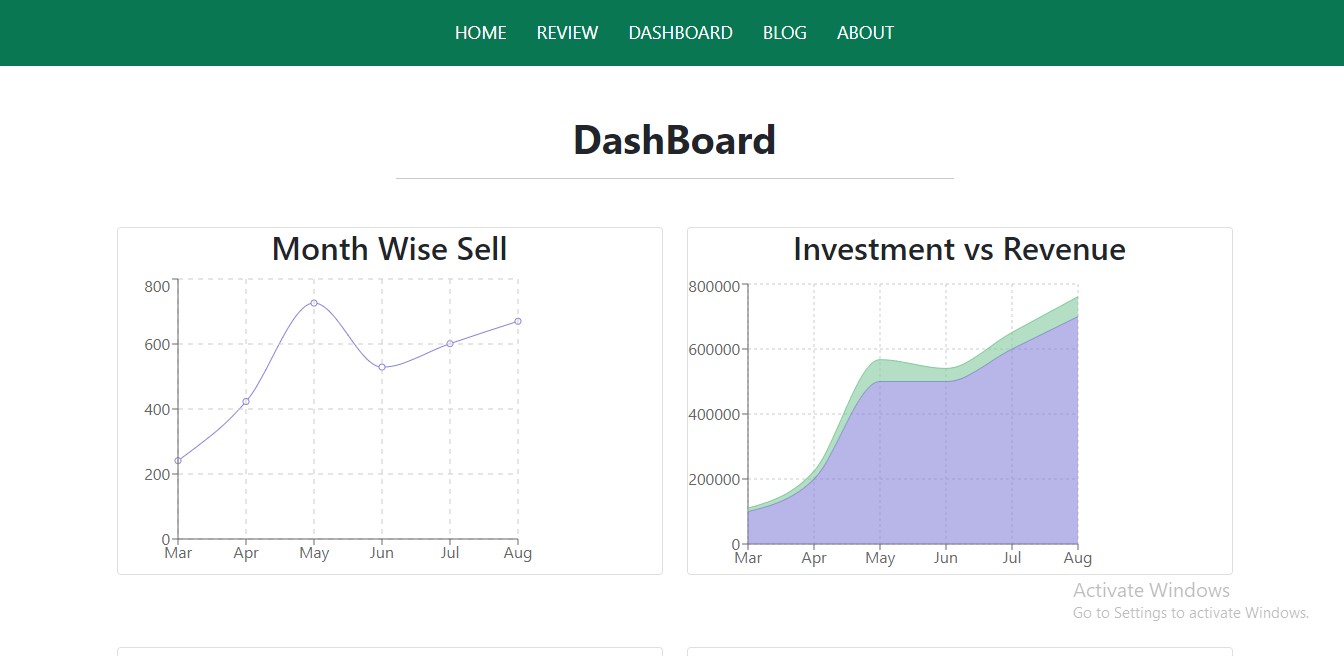 HOME REVIEW DASHBOARD BLOG ABOUT
DashBoard
Month Wise Sell
800
600
400
200
0
Mar Apr May Jun Jul Aug
Investment vs Revenue
800000
600000
400000
200000
0
Mar Apr May Jun Jul Aug
Activate Windows
Go to Settings to activate Windows.